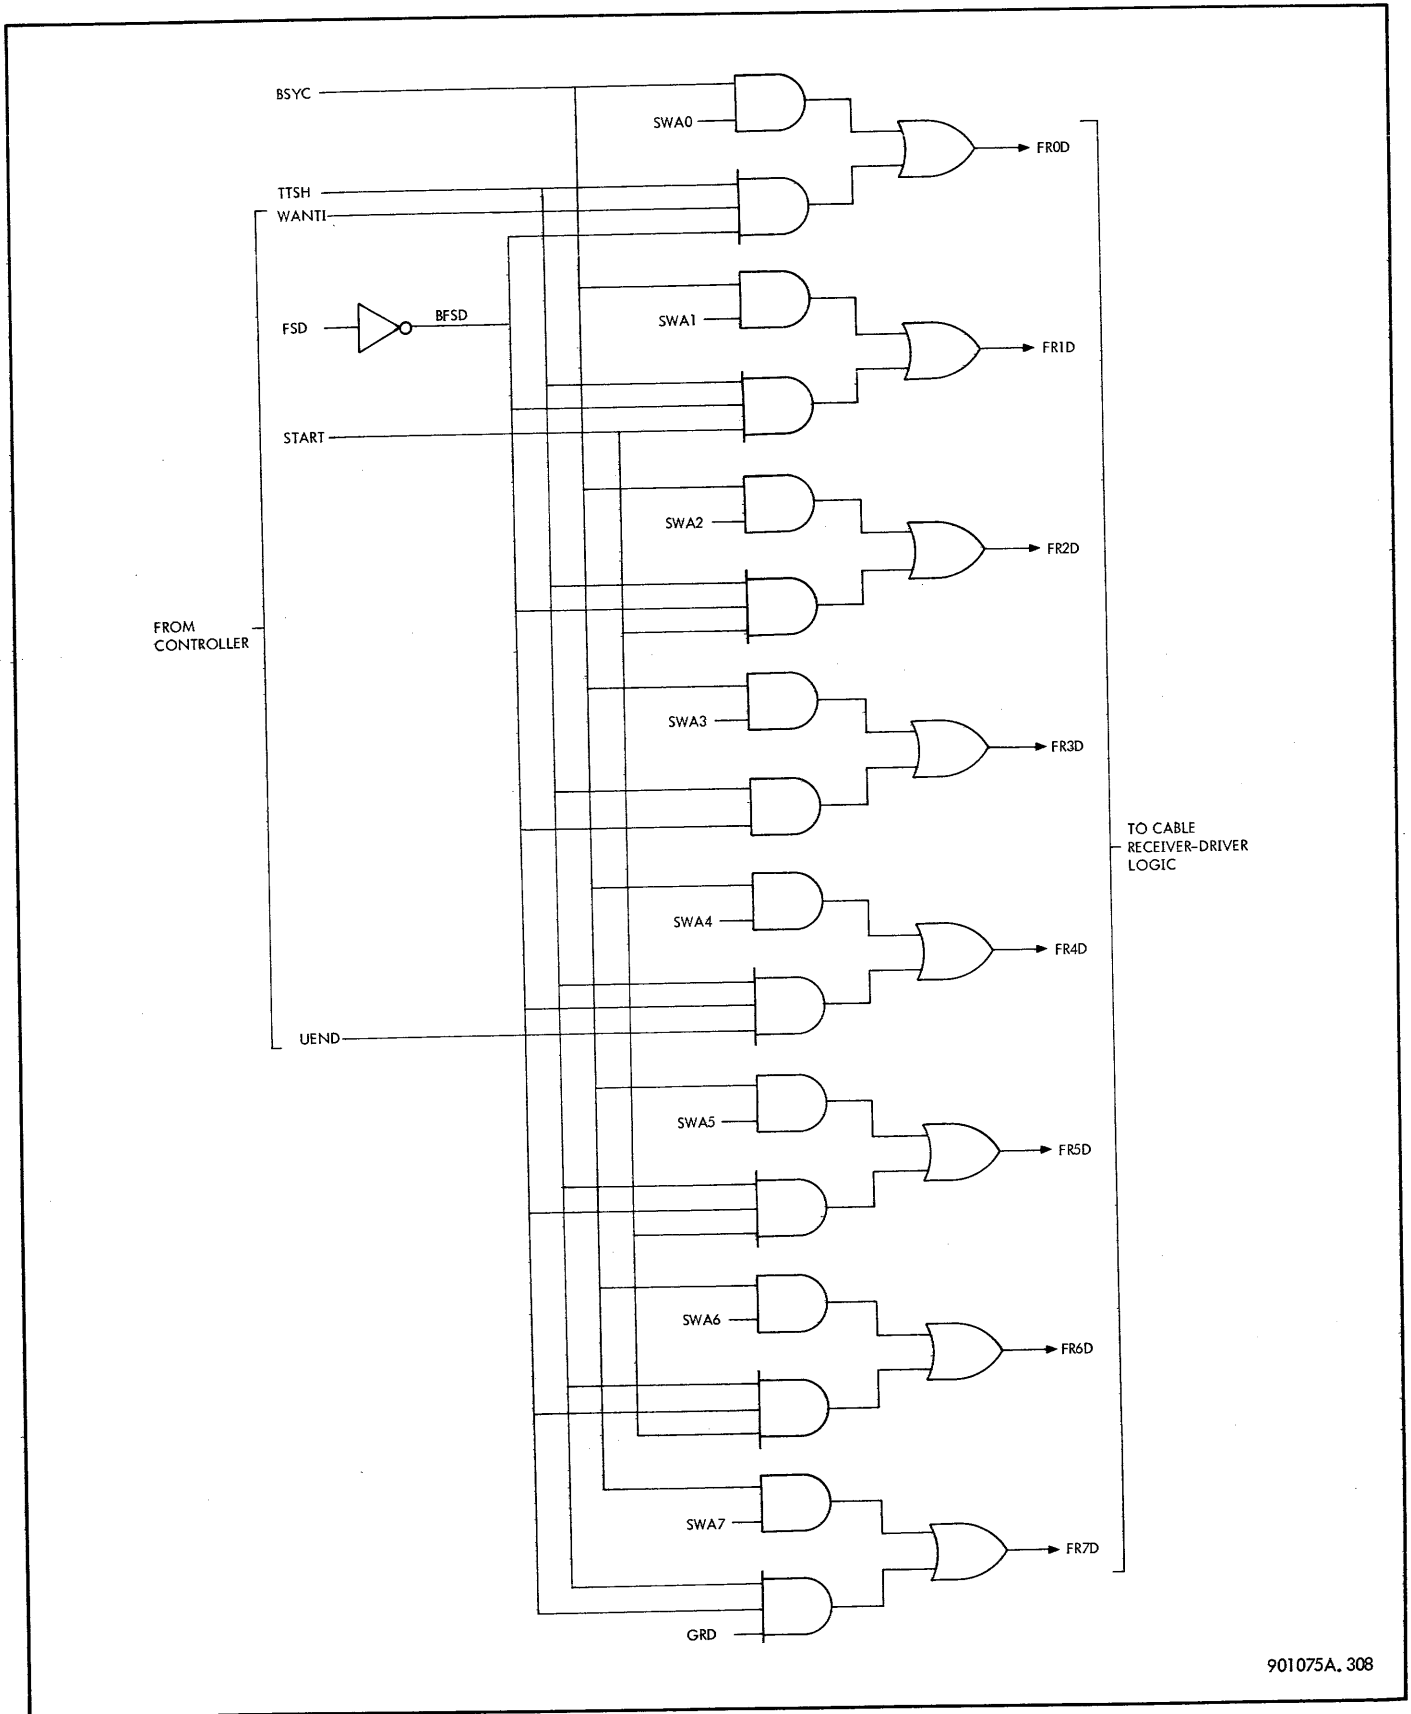 BSYC
SWA0
FR0D
TTSH
WANTI
FSD
BFSD
SWA1
FR1D
START
SWA2
FR2D
FROM
CONTROLLER
SWA3
FR3D
TO CABLE
RECEIVER-DRIVER
LOGIC
SWA4
FR4D
UEND
SWA5
FR5D
SWA6
FR6D
SWA7
FR7D
GRD
901075A. 308